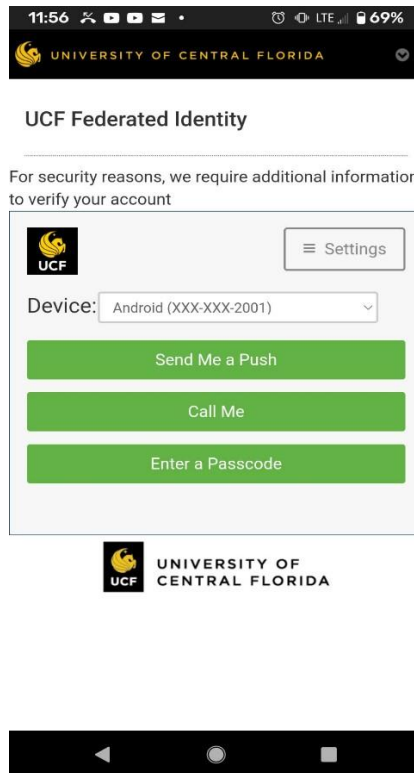 11:56 LTE 69%
UNIVERSITY OF CENTRAL FLORIDA
UCF Federated Identity
For security reasons, we require additional information
to verify your account
UCF
Settings
Device: Android (XXX-XXX-2001)
Send Me a Push
Call Me
Enter a Passcode
UCF
UNIVERSITY OF
CENTRAL FLORIDA